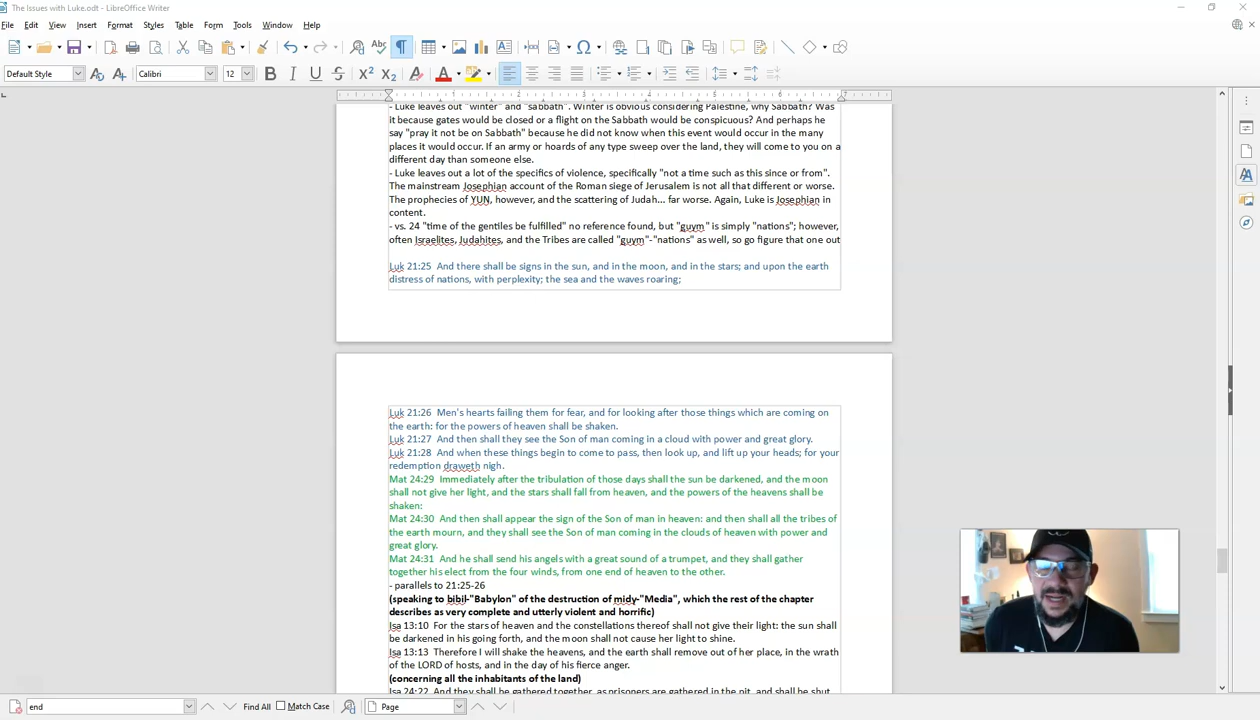 The Issues with Luke.odt - LibreOffice Writer
File Edit View Insert Format Styles Table Form Tools Window Help
Default Style Calibri 12
- Luke leaves out "winter" and "sabbath". Winter is obvious considering Palestine, why Sabbath? Was
it because gates would be closed or a flight on the Sabbath would be conspicuous? And perhaps he
say "pray it not be on Sabbath" because he did not know when this event would occur in the many
places it would occur. If an army or hoards of any type sweep over the land, they will come to you on a
different day than someone else.
- Luke leaves out a lot of the specifics of violence, specifically "not a time such as this since or from".
The mainstream Josephian account of the Roman siege of Jerusalem is not all that different or worse.
The prophecies of YUN, however, and the scattering of Judah... far worse. Again, Luke is Josephian in
content.
- vs. 24 "time of the gentiles be fulfilled" no reference found, but "guym" is simply "nations"; however,
often Israelites, Judahites, and the Tribes are called "guym"-"nations" as well, so go figure that one out
Luk 21:25 And there shall be signs in the sun, and in the moon, and in the stars; and upon the earth
distress of nations, with perplexity; the sea and the waves roaring;
Luk 21:26 Men's hearts failing them for fear, and for looking after those things which are coming on
the earth: for the powers of heaven shall be shaken.
Luk 21:27 And then shall they see the Son of man coming in a cloud with power and great glory.
Luk 21:28 And when these things begin to come to pass, then look up, and lift up your heads; for your
redemption draweth nigh.
Mat 24:29 Immediately after the tribulation of those days shall the sun be darkened, and the moon
shall not give her light, and the stars shall fall from heaven, and the powers of the heavens shall be
shaken:
Mat 24:30 And then shall appear the sign of the Son of man in heaven: and then shall all the tribes of
the earth mourn, and they shall see the Son of man coming in the clouds of heaven with power and
great glory.
Mat 24:31 And he shall send his angels with a great sound of a trumpet, and they shall gather
together his elect from the four winds, from one end of heaven to the other.
- parallels to 21:25-26
(speaking to bibil-"Babylon" of the destruction of midy-"Media", which the rest of the chapter
describes as very complete and utterly violent and horrific)
Isa 13:10 For the stars of heaven and the constellations thereof shall not give their light: the sun shall
be darkened in his going forth, and the moon shall not cause her light to shine.
Isa 13:13 Therefore I will shake the heavens, and the earth shall remove out of her place, in the wrath
of the LORD of hosts, and in the day of his fierce anger.
(concerning all the inhabitants of the land)
Isa 24:22 And they shall be gathered together, as prisoners are gathered in the pit, and shall be shut
end Find All Match Case Page